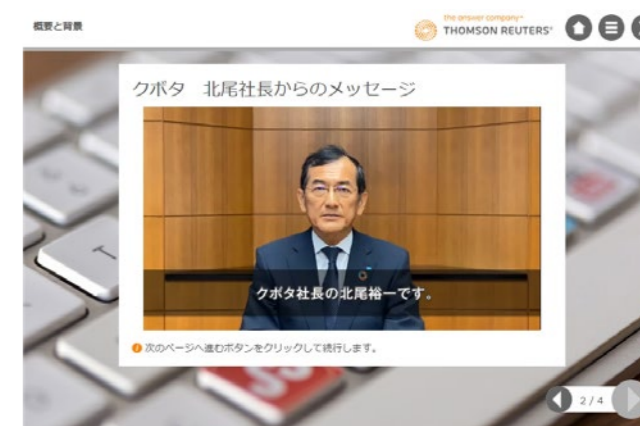 概要と背景
the answer company™
THOMSON REUTERS®
クボタ 北尾社長からのメッセージ
クボタ社長の北尾裕一です。
次のページへ進むボタンをクリックして続行します。
2 / 4